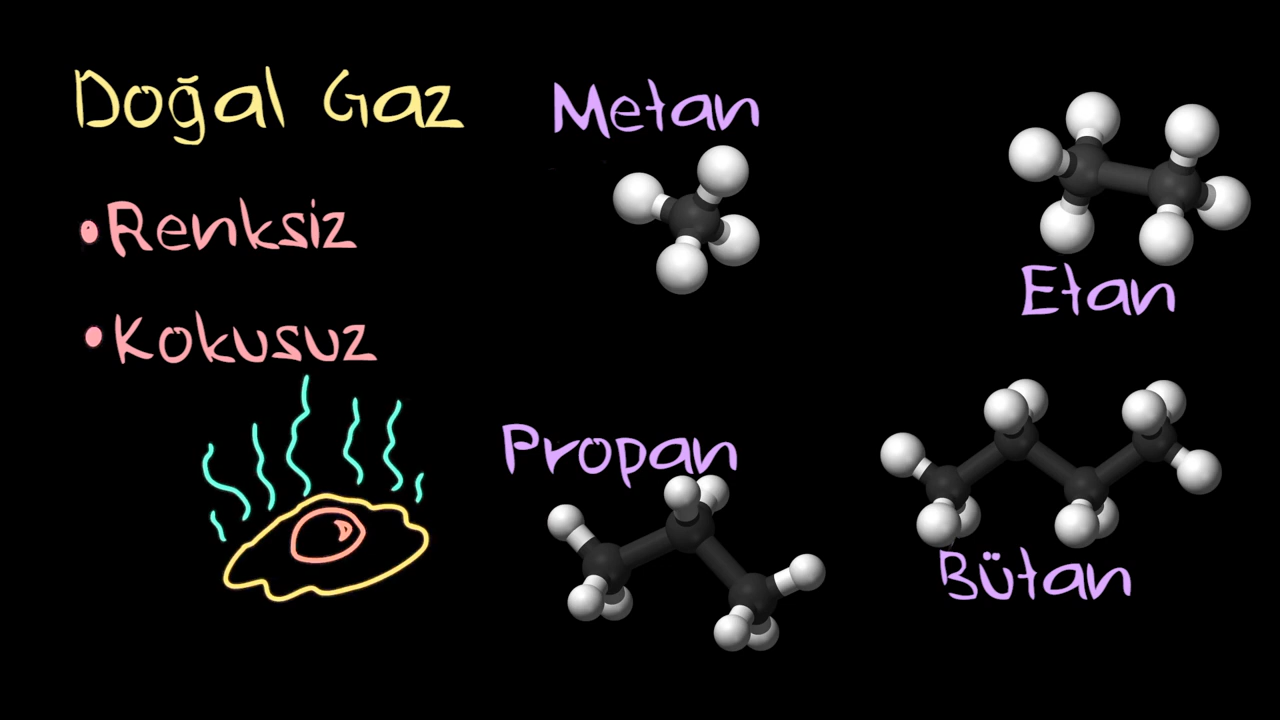 Doğal Gaz
• Renksiz
• Kokusuz
Metan
Etan
Propan
Bütan